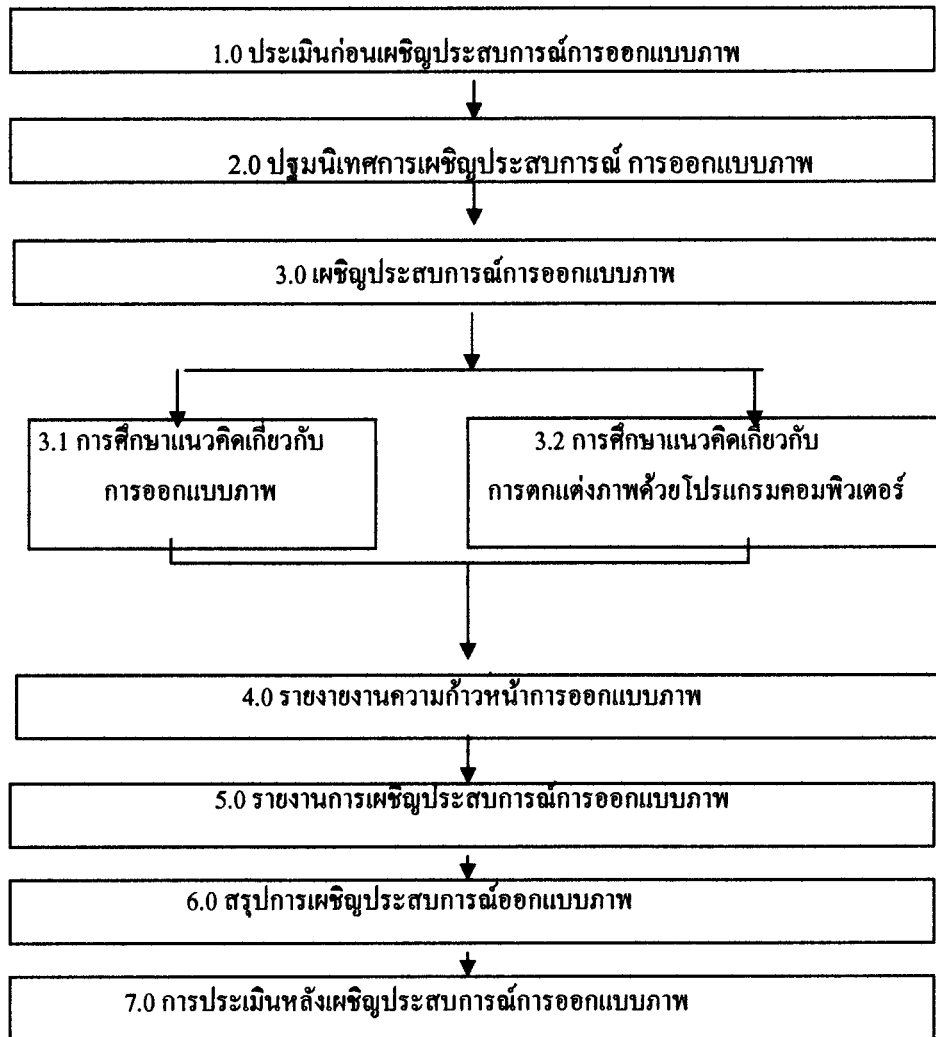 1.0 ประเมินก่อนเผชิญประสบการณ์การออกแบบภาพ
2.0 ปฐมนิเทศการเผชิญประสบการณ์ การออกแบบภาพ
3.0 เผชิญประสบการณ์การออกแบบภาพ
3.1 การศึกษาแนวคิดเกี่ยวกับ
การออกแบบภาพ
3.2 การศึกษาแนวคิดเกี่ยวกับ
การตกแต่งภาพด้วยโปรแกรมคอมพิวเตอร์
4.0 รายงายงานความก้าวหน้าการออกแบบภาพ
5.0 รายงานการเผชิญประสบการณ์การออกแบบภาพ
6.0 สรุปการเผชิญประสบการณ์ออกแบบภาพ
7.0 การประเมินหลังเผชิญประสบการณ์การออกแบบภาพ